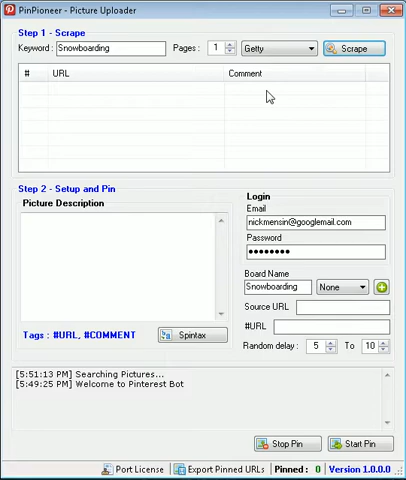 PinPioneer - Picture Uploader
Step 1 - Scrape
Keyword : Snowboarding Pages : 1 Getty Scrape
# URL Comment
Step 2 - Setup and Pin
Picture Description
Login
Email
nickmensin@googlemail.com
Password
Board Name
Snowboarding None
Source URL
#URL
Tags : #URL, #COMMENT Spintax
Random delay : 5 To 10
[5:51:13 PM] Searching Pictures...
[5:49:25 PM] Welcome to Pinterest Bot
Stop Pin Start Pin
Port License Export Pinned URLs Pinned : 0 Version 1.0.0.0